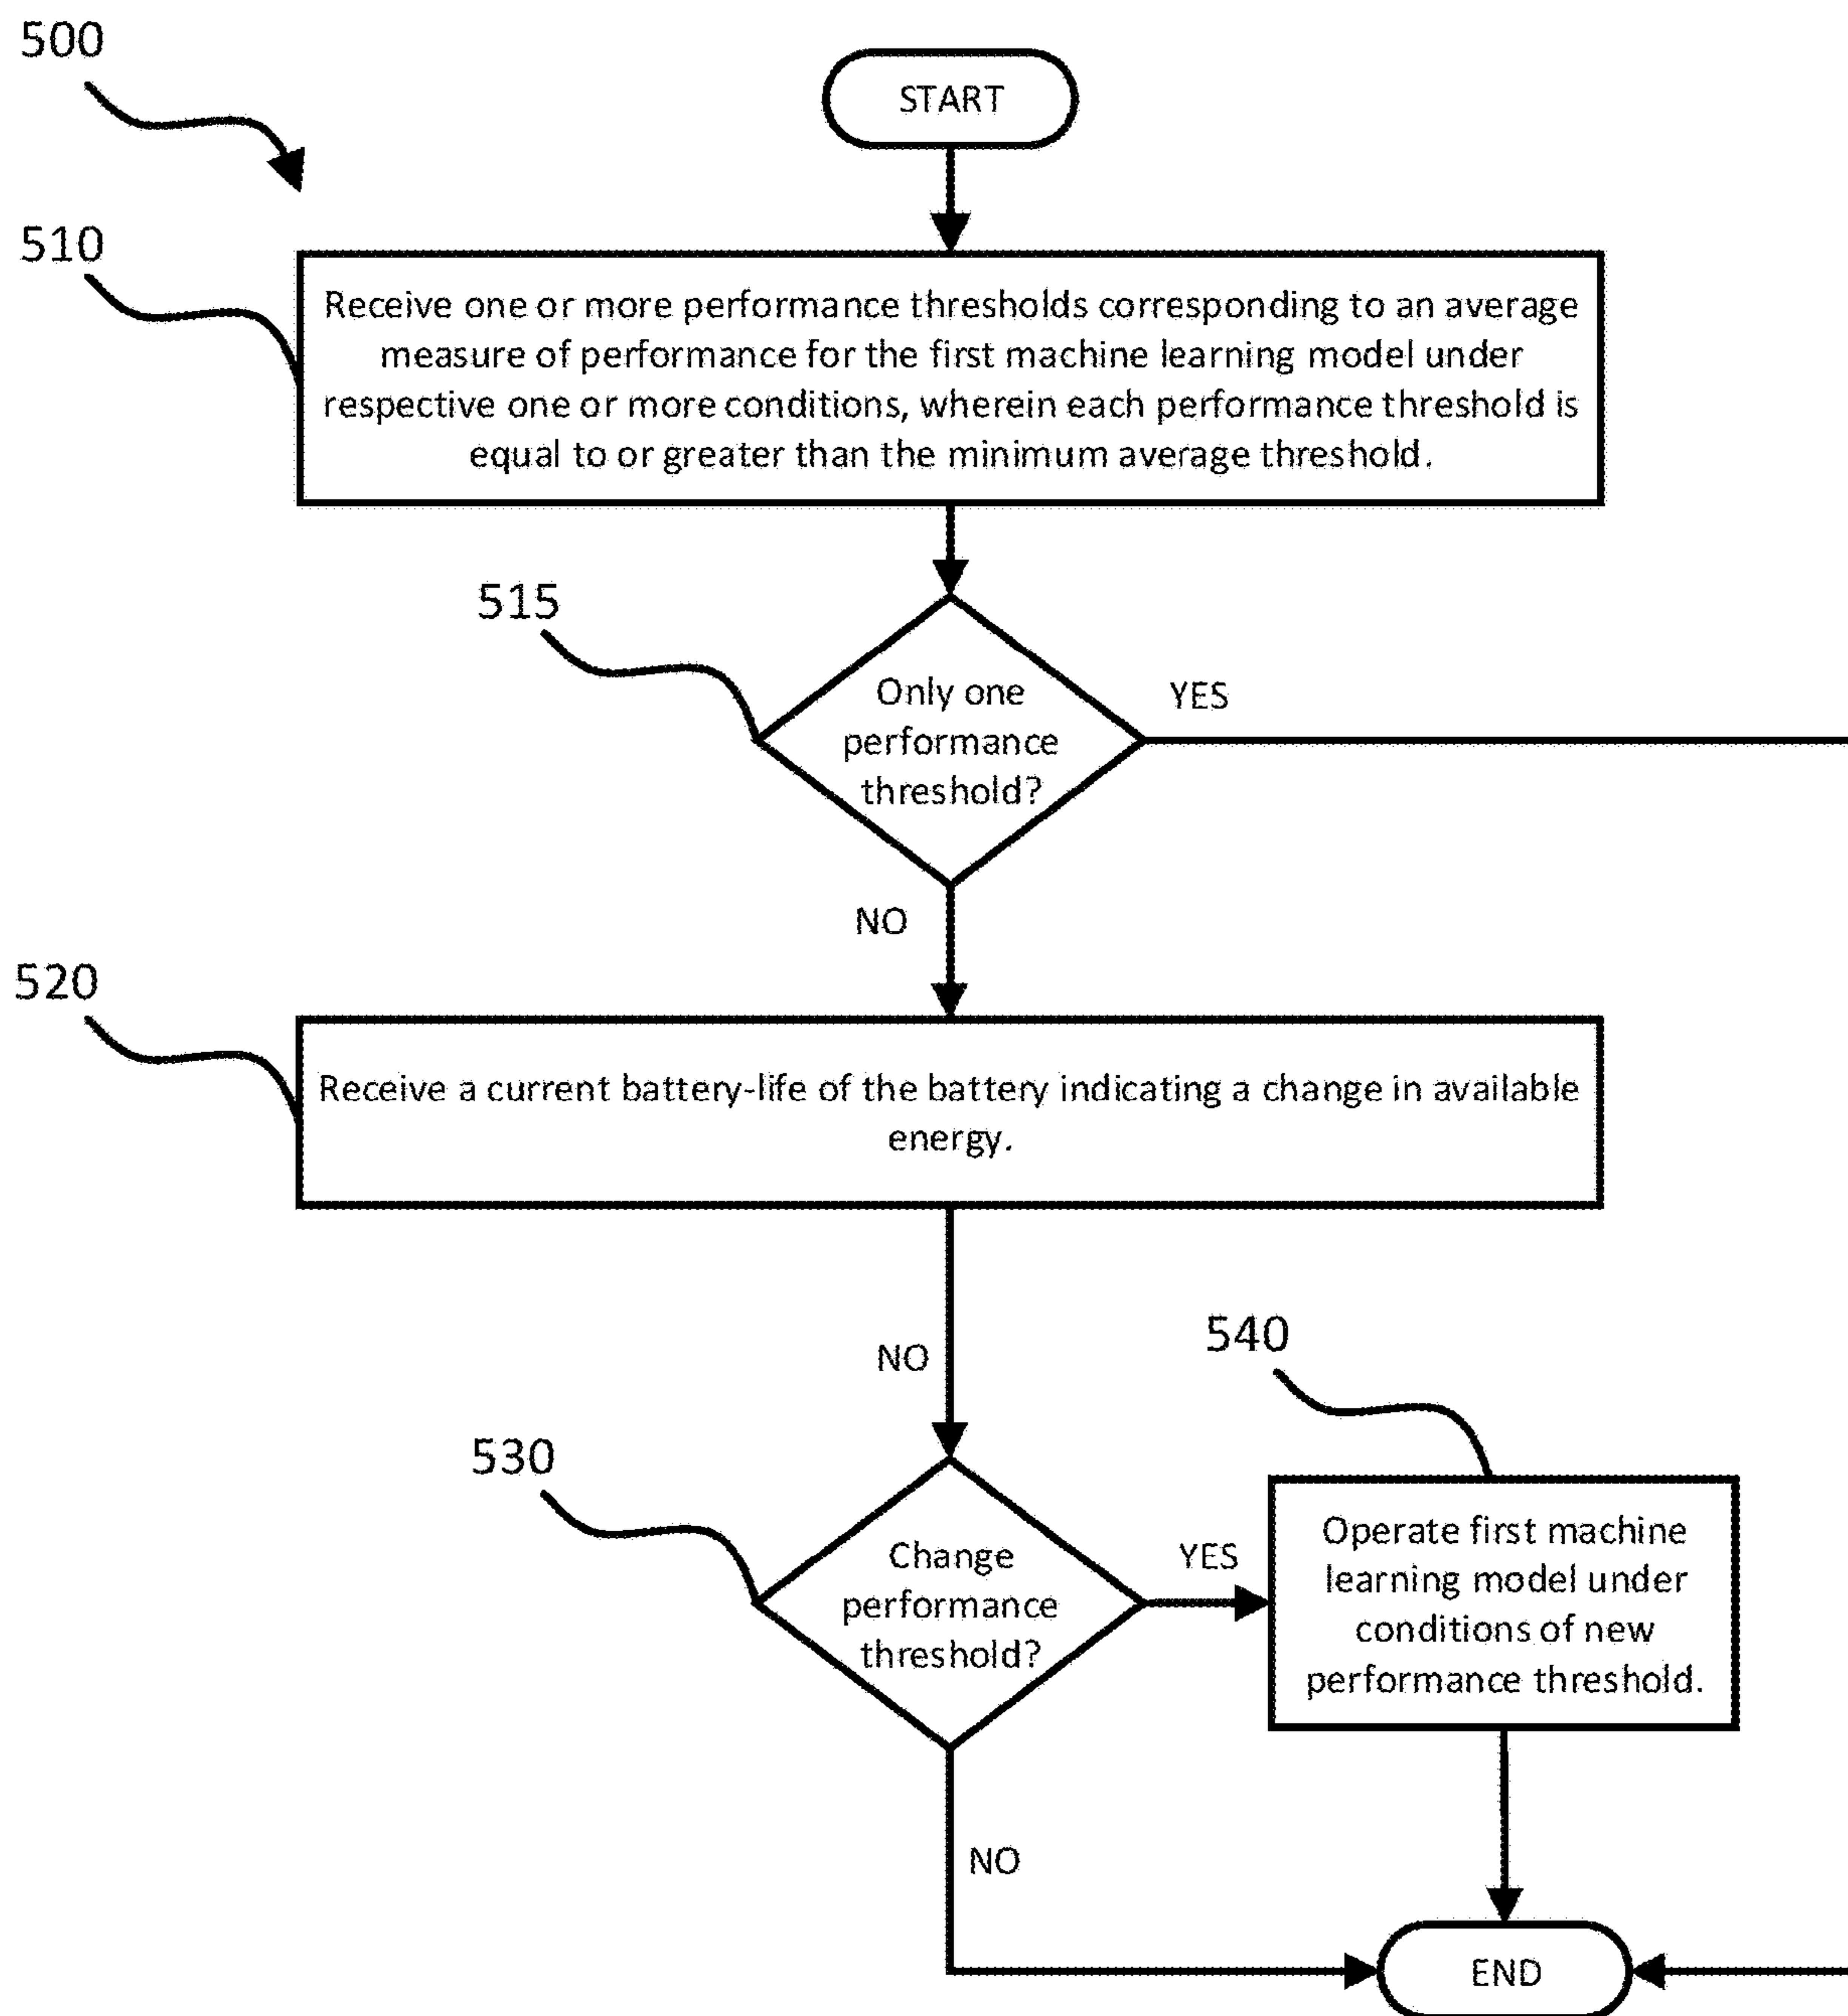 500
START
510
Receive one or more performance thresholds corresponding to an average
measure of performance for the first machine learning model under
respective one or more conditions, wherein each performance threshold is
equal to or greater than the minimum average threshold.
515
Only one
performance
threshold?
YES
NO
520
Receive a current battery-life of the battery indicating a change in available
energy.
NO
540
530
Change
performance
threshold?
YES
Operate first machine
learning model under
conditions of new
performance threshold.
NO
END